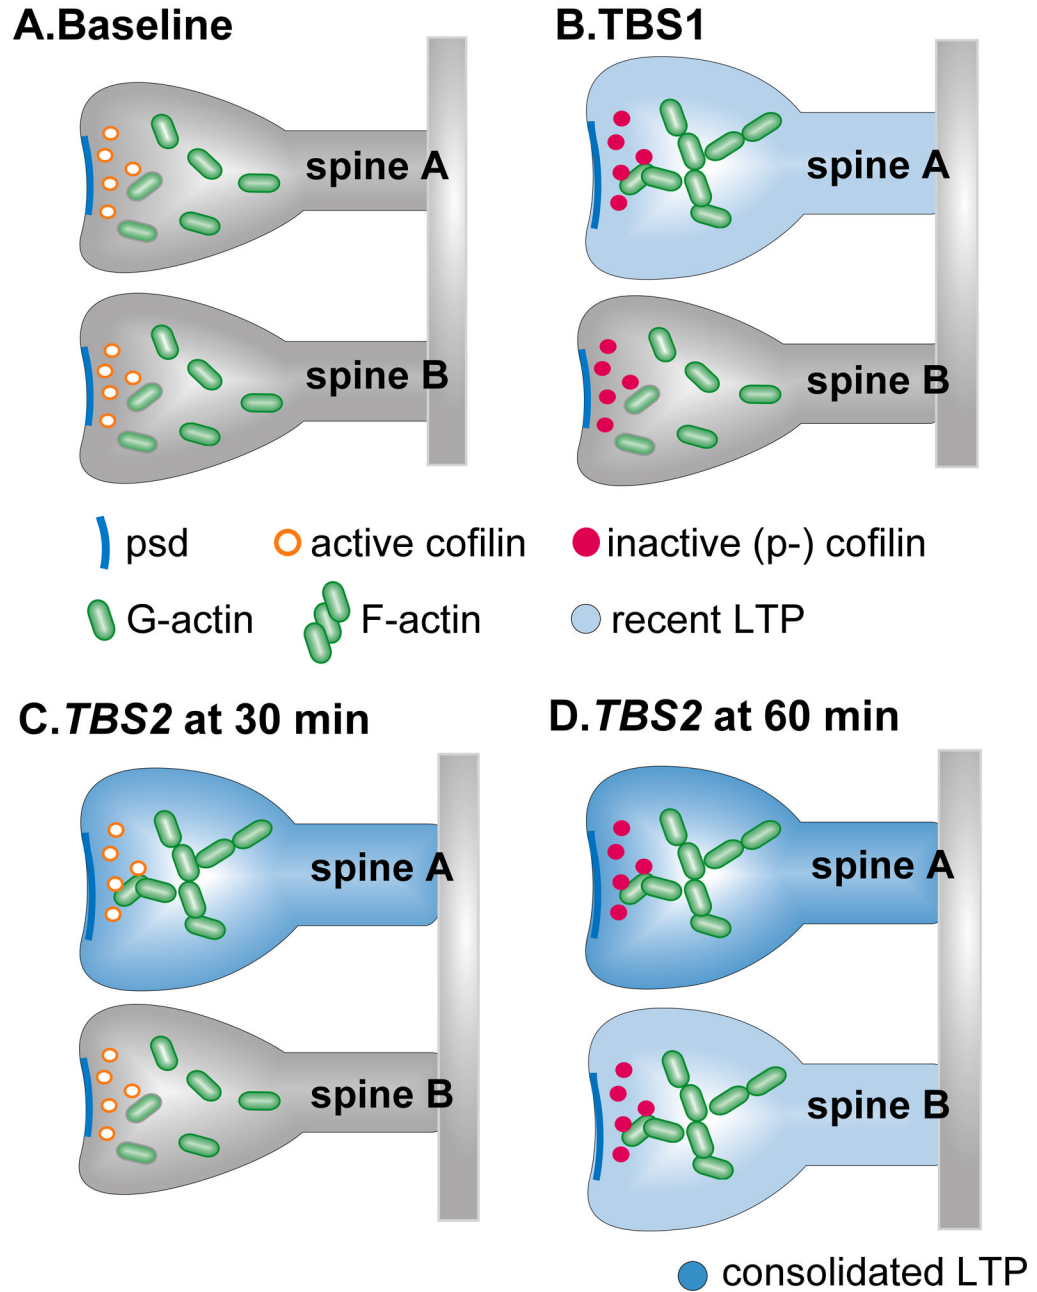 A.Baseline
B.TBS1
spine A
spine A
spine B
spine B
psd
active cofilin
inactive (p-) cofilin
G-actin
F-actin
recent LTP
C.TBS2 at 30 min
D.TBS2 at 60 min
spine A
spine A
spine B
spine B
consolidated LTP